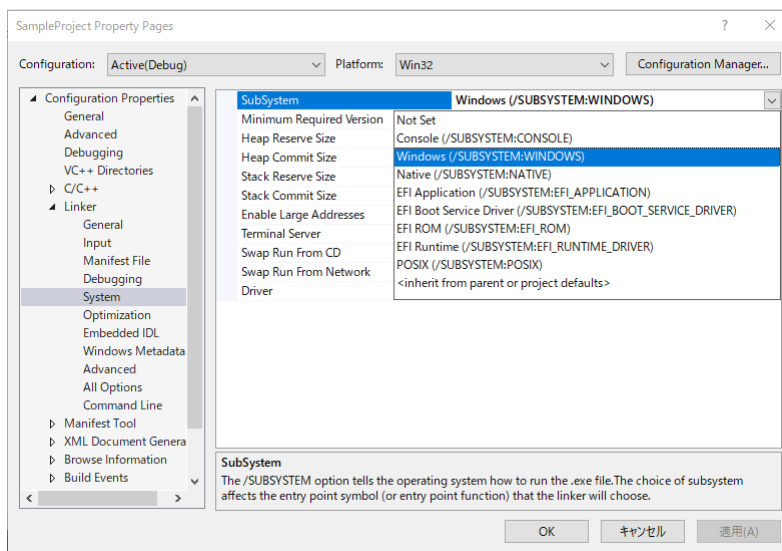 SampleProject Property Pages
Configuration: Active(Debug) Platform: Win32 Configuration Manager...
Configuration Properties
General
Advanced
Debugging
VC++ Directories
C/C++
Linker
General
Input
Manifest File
Debugging
System
Optimization
Embedded IDL
Windows Metadata
Advanced
All Options
Command Line
Manifest Tool
XML Document Genera
Browse Information
Build Events
SubSystem Windows (/SUBSYSTEM:WINDOWS)
Minimum Required Version
Heap Reserve Size
Heap Commit Size
Stack Reserve Size
Stack Commit Size
Enable Large Addresses
Terminal Server
Swap Run From CD
Swap Run From Network
Driver
Not Set
Console (/SUBSYSTEM:CONSOLE)
Windows (/SUBSYSTEM:WINDOWS)
Native (/SUBSYSTEM:NATIVE)
EFI Application (/SUBSYSTEM:EFI_APPLICATION)
EFI Boot Service Driver (/SUBSYSTEM:EFI_BOOT_SERVICE_DRIVER)
EFI ROM (/SUBSYSTEM:EFI_ROM)
EFI Runtime (/SUBSYSTEM:EFI_RUNTIME_DRIVER)
POSIX (/SUBSYSTEM:POSIX)
<inherit from parent or project defaults>
SubSystem
The /SUBSYSTEM option tells the operating system how to run the .exe file.The choice of subsystem
affects the entry point symbol (or entry point function) that the linker will choose.
OK キャンセル 適用(A)